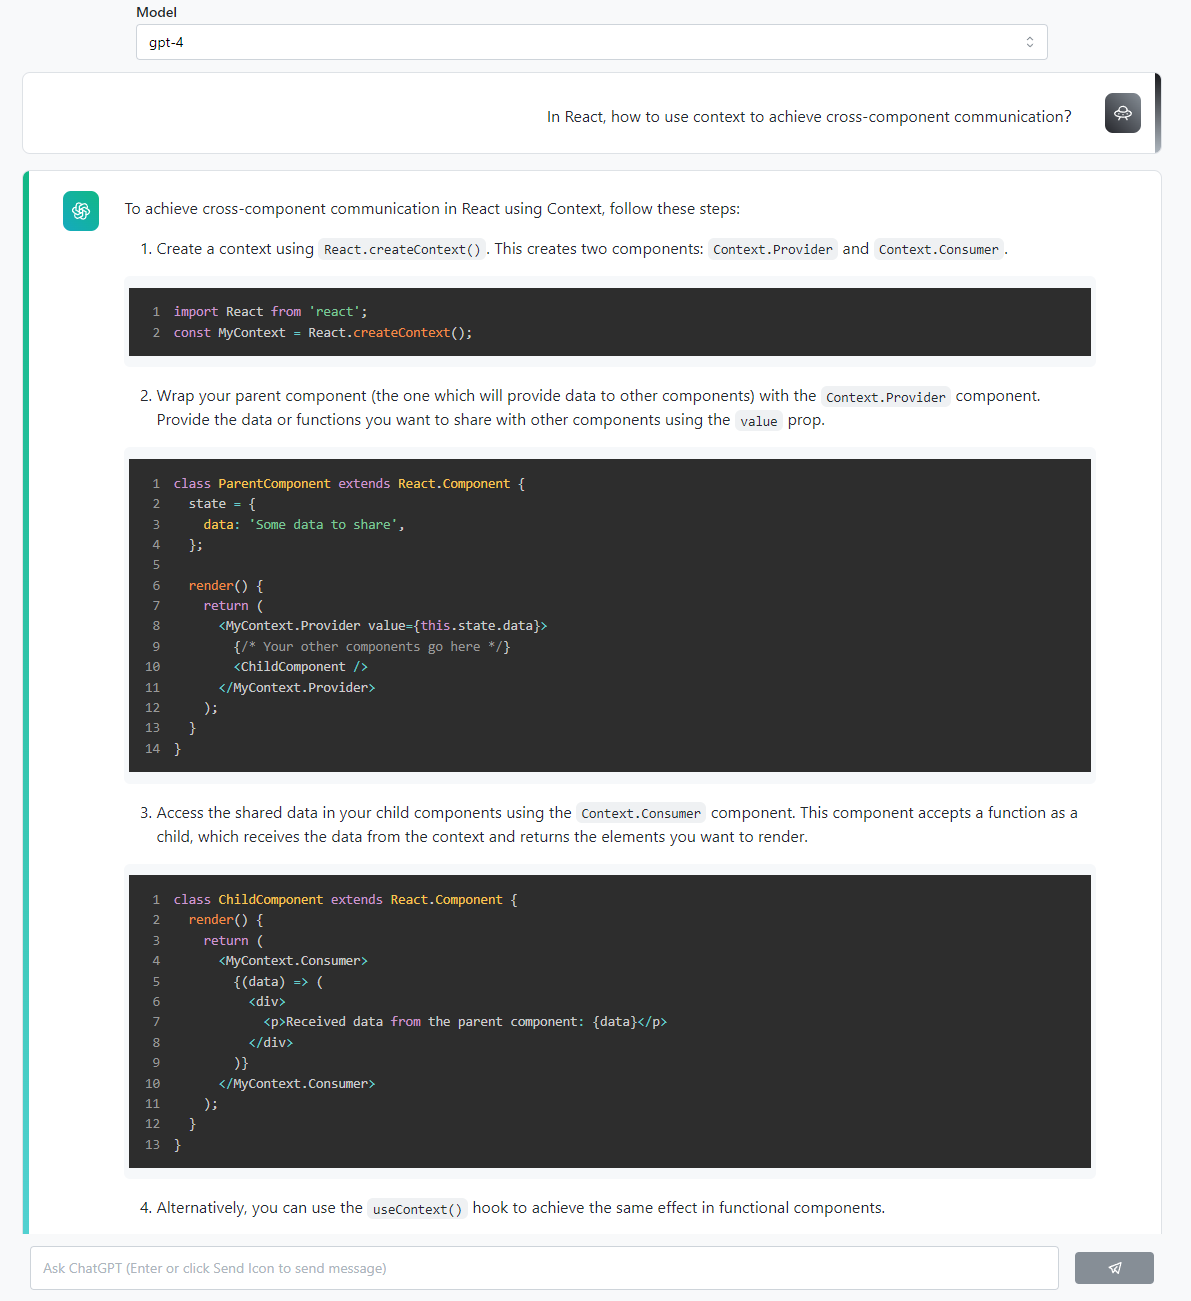 Model
gpt-4
In React, how to use context to achieve cross-component communication?
To achieve cross-component communication in React using Context, follow these steps:
1. Create a context using React.createContext(). This creates two components: Context.Provider and Context.Consumer.
1 import React from 'react';
2 const MyContext = React.createContext();
2. Wrap your parent component (the one which will provide data to other components) with the Context.Provider component.
Provide the data or functions you want to share with other components using the value prop.
1 class ParentComponent extends React.Component {
2   state = {
3     data: 'Some data to share',
4   };
5
6   render() {
7     return (
8       <MyContext.Provider value={this.state.data}>
9         {/* Your other components go here */}
10         <ChildComponent />
11       </MyContext.Provider>
12     );
13   }
14 }
3. Access the shared data in your child components using the Context.Consumer component. This component accepts a function as a
child, which receives the data from the context and returns the elements you want to render.
1 class ChildComponent extends React.Component {
2   render() {
3     return (
4       <MyContext.Consumer>
5         {(data) => (
6           <div>
7             <p>Received data from the parent component: {data}</p>
8           </div>
9         )}
10       </MyContext.Consumer>
11     );
12   }
13 }
4. Alternatively, you can use the useContext() hook to achieve the same effect in functional components.
Ask ChatGPT (Enter or click Send Icon to send message)